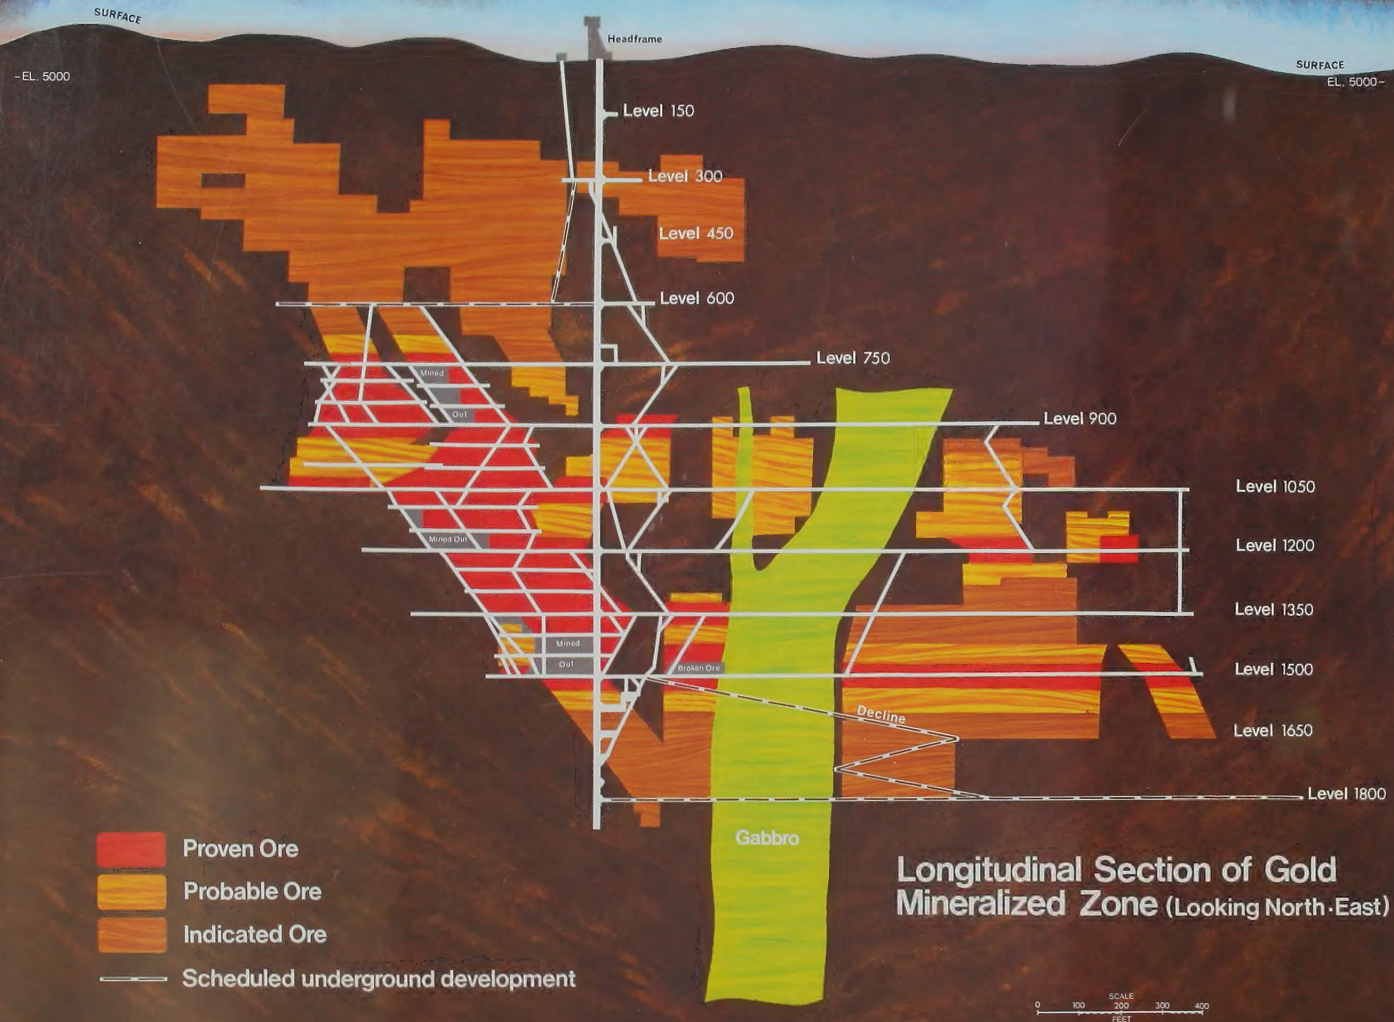 SURFACE
Headframe
SURFACE
-EL. 5000
EL. 5000-
Level 150
Level 300
Level 450
Level 600
Level 750
Mined
Out
Level 900
Level 1050
Mined Out
Level 1200
Level 1350
Mined
Out
Broken Ore
Level 1500
Decline
Level 1650
Level 1800
Gabbro
Proven Ore
Probable Ore
Indicated Ore
Scheduled underground development
Longitudinal Section of Gold
Mineralized Zone (Looking North-East)
SCALE
0 100 200 300 400
FEET